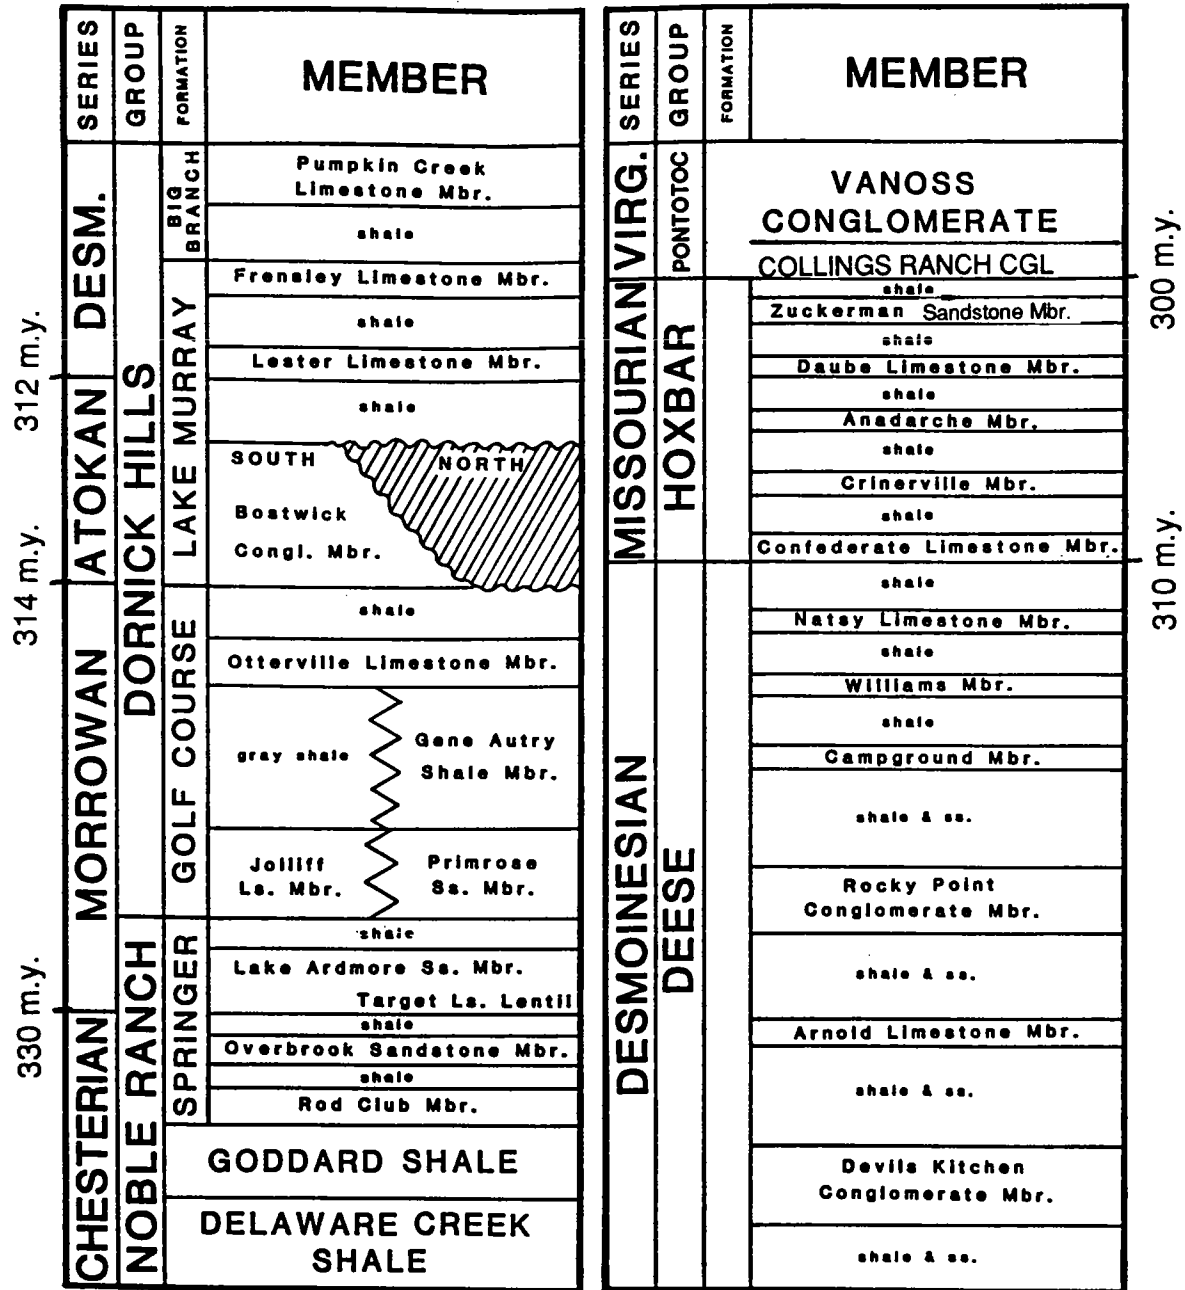 SERIES
GROUP
FORMATION
MEMBER
DESM.
ATOKAN
MORROWAN
CHESTERIAN
312 m.y.
314 m.y.
330 m.y.
DORNICK HILLS
NOBLE RANCH
BIG
BRANCH
LAKE MURRAY
GOLF COURSE
SPRINGER
Pumpkin Creek
Limestone Mbr.
shale
Frensley Limestone Mbr.
shale
Lester Limestone Mbr.
shale
SOUTH
NORTH
Bostwick
Congl. Mbr.
shale
Otterville Limestone Mbr.
gray shale
Gene Autry
Shale Mbr.
Jolliff
Ls. Mbr.
Primrose
Ss. Mbr.
shale
Lake Ardmore Ss. Mbr.
Target Ls. Lentil
shale
Overbrook Sandstone Mbr.
shale
Rod Club Mbr.
GODDARD SHALE
DELAWARE CREEK
SHALE
SERIES
GROUP
FORMATION
MEMBER
VIRG.
MISSOURIAN
DESMOINESIAN
PONTOTOC
HOXBAR
DEESE
VANOSS
CONGLOMERATE
COLLINGS RANCH CGL
shale
Zuckerman Sandstone Mbr.
shale
Daube Limestone Mbr.
shale
Anadarche Mbr.
shale
Crinerville Mbr.
shale
Confederate Limestone Mbr.
shale
Natsy Limestone Mbr.
shale
Williams Mbr.
shale
Campground Mbr.
shale & ss.
Rocky Point
Conglomerate Mbr.
shale & ss.
Arnold Limestone Mbr.
shale & ss.
Devils Kitchen
Conglomerate Mbr.
shale & ss.
300 m.y.
310 m.y.